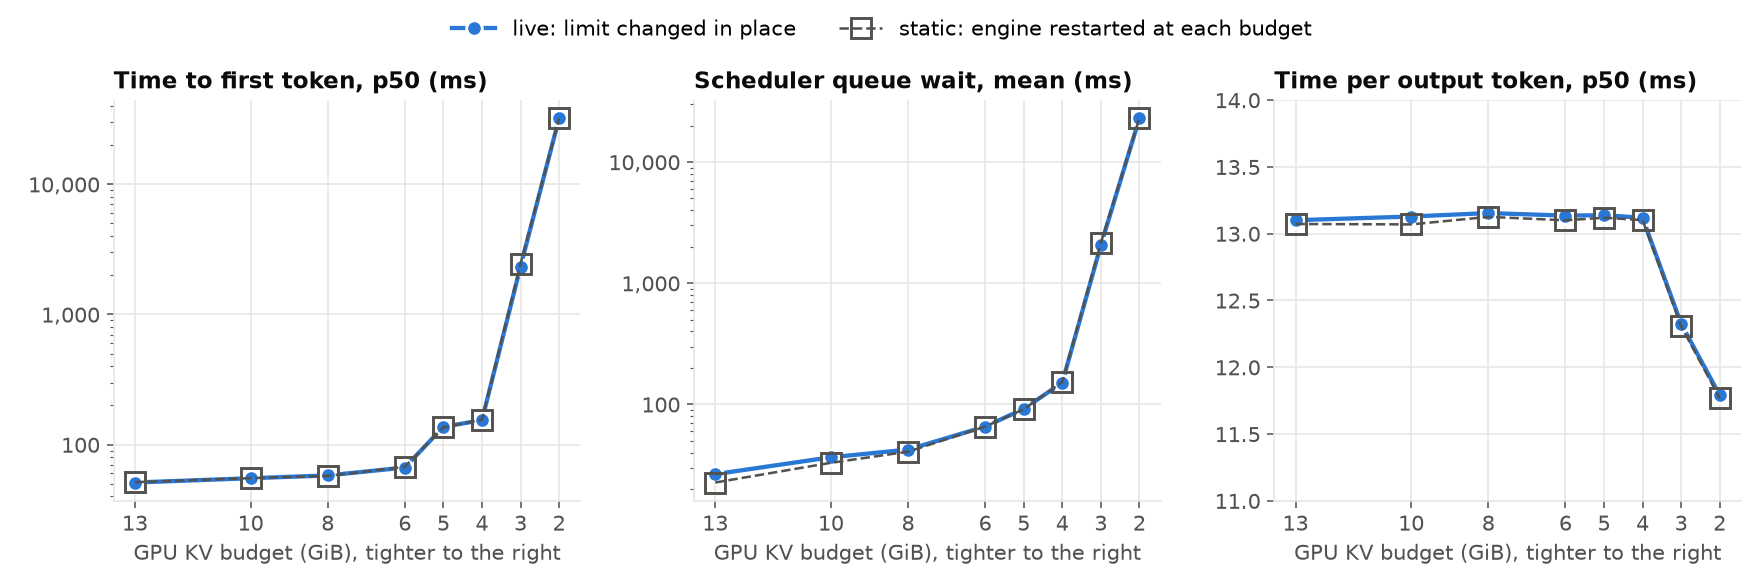 live: limit changed in place
static: engine restarted at each budget
Time to first token, p50 (ms)
10,000
1,000
100
13 10 8 6 5 4 3 2
GPU KV budget (GiB), tighter to the right
Scheduler queue wait, mean (ms)
10,000
1,000
100
13 10 8 6 5 4 3 2
GPU KV budget (GiB), tighter to the right
Time per output token, p50 (ms)
14.0
13.5
13.0
12.5
12.0
11.5
11.0
13 10 8 6 5 4 3 2
GPU KV budget (GiB), tighter to the right